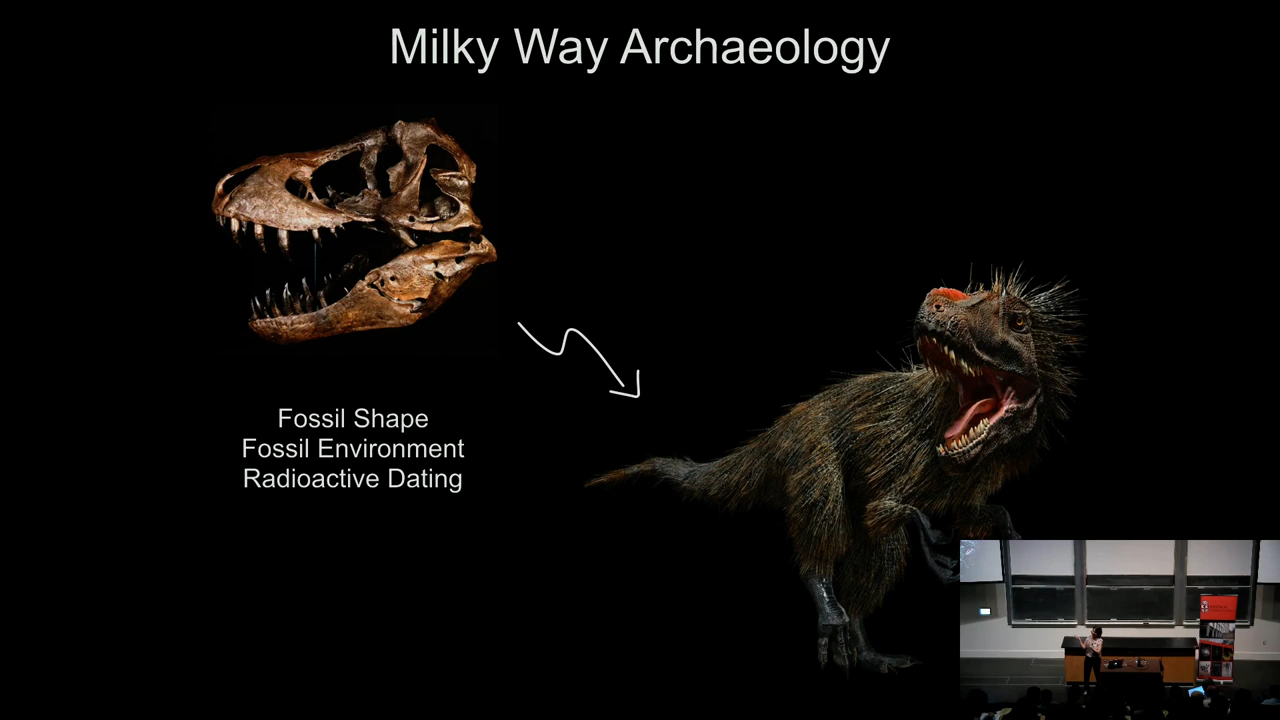 Milky Way Archaeology
Fossil Shape
Fossil Environment
Radioactive Dating